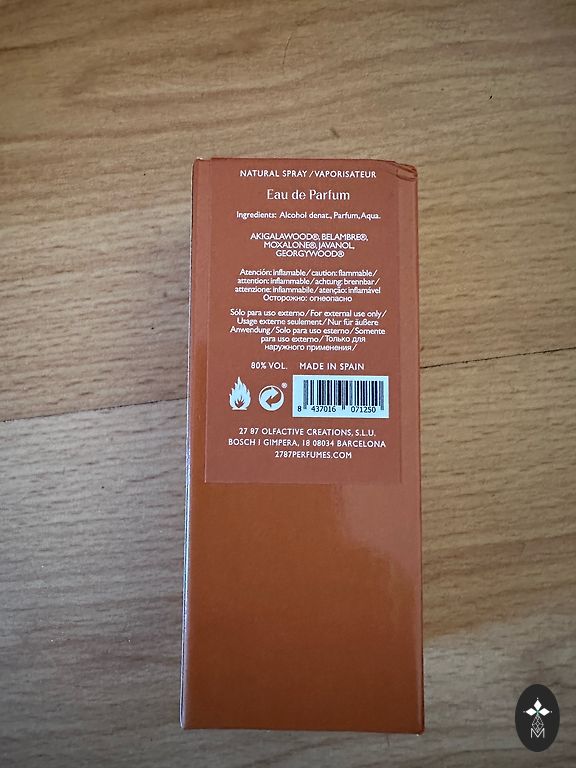 NATURAL SPRAY / VAPORISATEUR
Eau de Parfum
Ingredients: Alcohol denat., Parfum, Aqua.
AKIGALAWOOD®, BELAMBRE®,
MOXALONE®, JAVANOL,
GEORGYWOOD®
Atención: inflamable / caution: flammable /
attention: inflammable / achtung: brennbar /
attenzione: inflammabile / atençao: inflamável
Осторожно: огнеопасно
Sólo para uso externo / For external use only /
Usage externe seulement / Nur für äußere
Anwendung / Solo para uso esterno / Somente
para uso externo / Только для
наружного применения /
80% VOL. MADE IN SPAIN
®
8 437016 071250
27 87 OLFACTIVE CREATIONS, S.L.U.
BOSCH I GIMPERA, 18 08034 BARCELONA
2787PERFUMES.COM
M